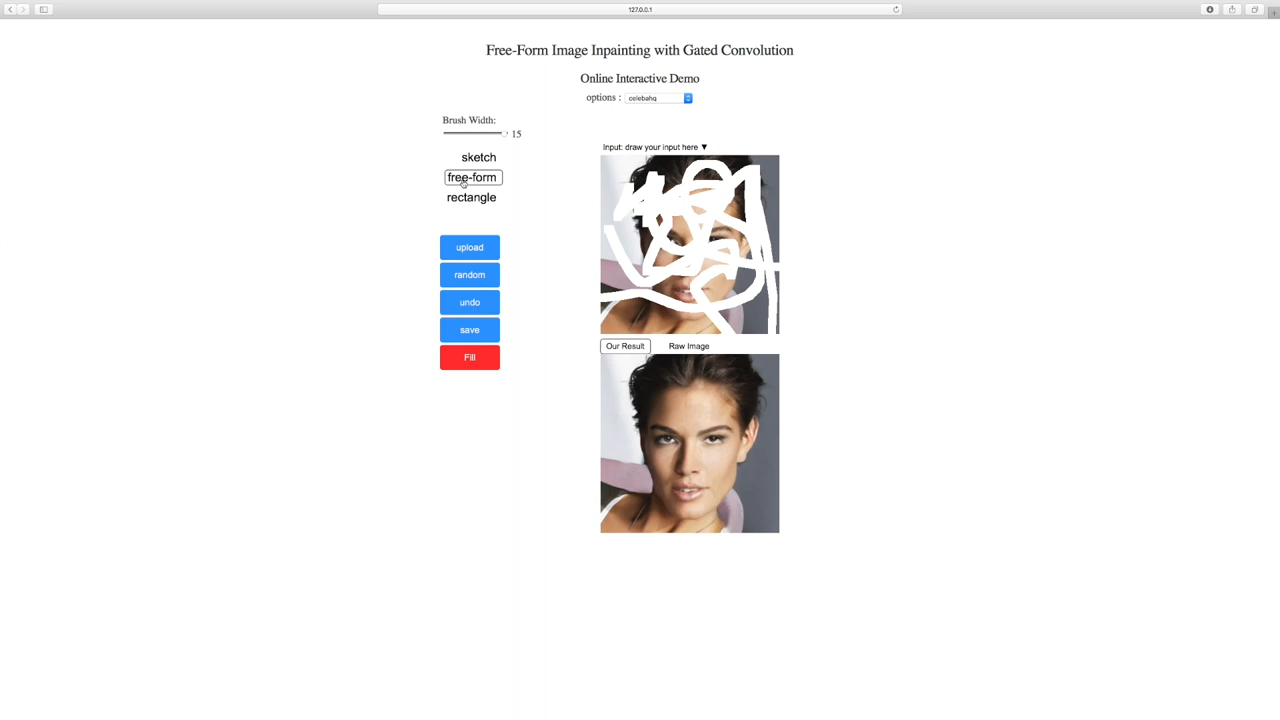 127.0.0.1
Free-Form Image Inpainting with Gated Convolution
Online Interactive Demo
options : celebahq
Brush Width:
15
sketch
free-form
rectangle
upload
random
undo
save
Fill
Input: draw your input here ▼
Our Result Raw Image